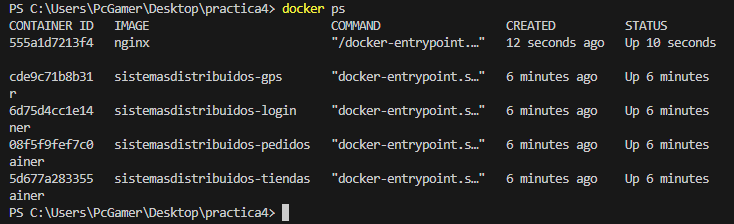 PS C:\Users\PcGamer\Desktop\practica4> docker ps
CONTAINER ID   IMAGE                         COMMAND                  CREATED          STATUS
555a1d7213f4   nginx                         "/docker-entrypoint.…"   12 seconds ago   Up 10 seconds
cde9c71b8b31   sistemasdistribuidos-gps      "docker-entrypoint.s…"   6 minutes ago    Up 6 minutes
r
6d75d4cc1e14   sistemasdistribuidos-login    "docker-entrypoint.s…"   6 minutes ago    Up 6 minutes
ner
08f5f9fef7c0   sistemasdistribuidos-pedidos  "docker-entrypoint.s…"   6 minutes ago    Up 6 minutes
ainer
5d677a283355   sistemasdistribuidos-tiendas  "docker-entrypoint.s…"   6 minutes ago    Up 6 minutes
ainer
PS C:\Users\PcGamer\Desktop\practica4>